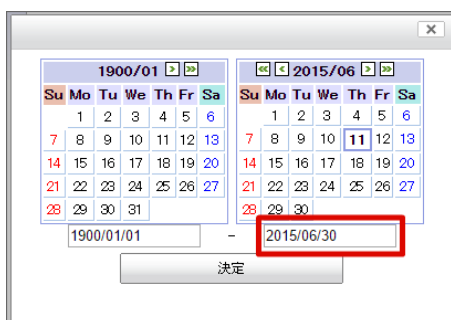 ×
1900/01 > >>
Su Mo Tu We Th Fr Sa
1 2 3 4 5 6
7 8 9 10 11 12 13
14 15 16 17 18 19 20
21 22 23 24 25 26 27
28 29 30 31
<< < 2015/06 > >>
Su Mo Tu We Th Fr Sa
1 2 3 4 5 6
7 8 9 10 11 12 13
14 15 16 17 18 19 20
21 22 23 24 25 26 27
28 29 30
1900/01/01 – 2015/06/30
決定